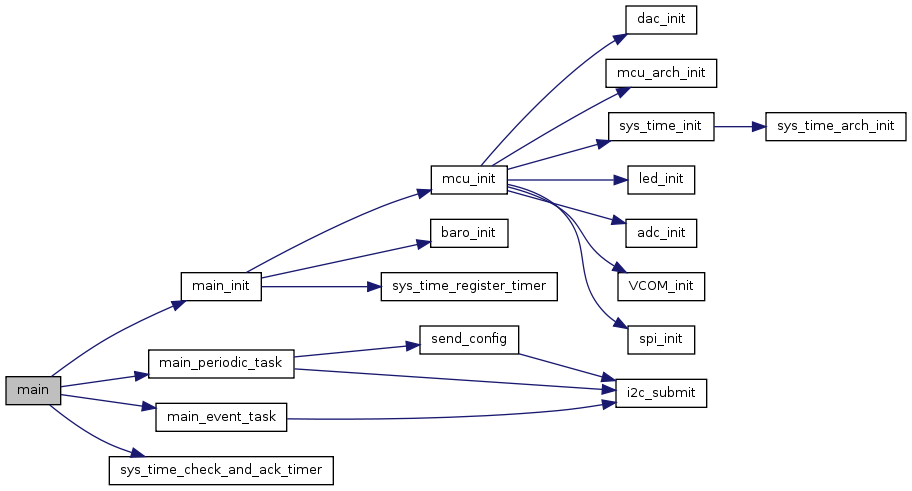 main
main_init
mcu_init
dac_init
mcu_arch_init
sys_time_init
sys_time_arch_init
led_init
adc_init
VCOM_init
spi_init
baro_init
sys_time_register_timer
main_periodic_task
send_config
i2c_submit
main_event_task
sys_time_check_and_ack_timer